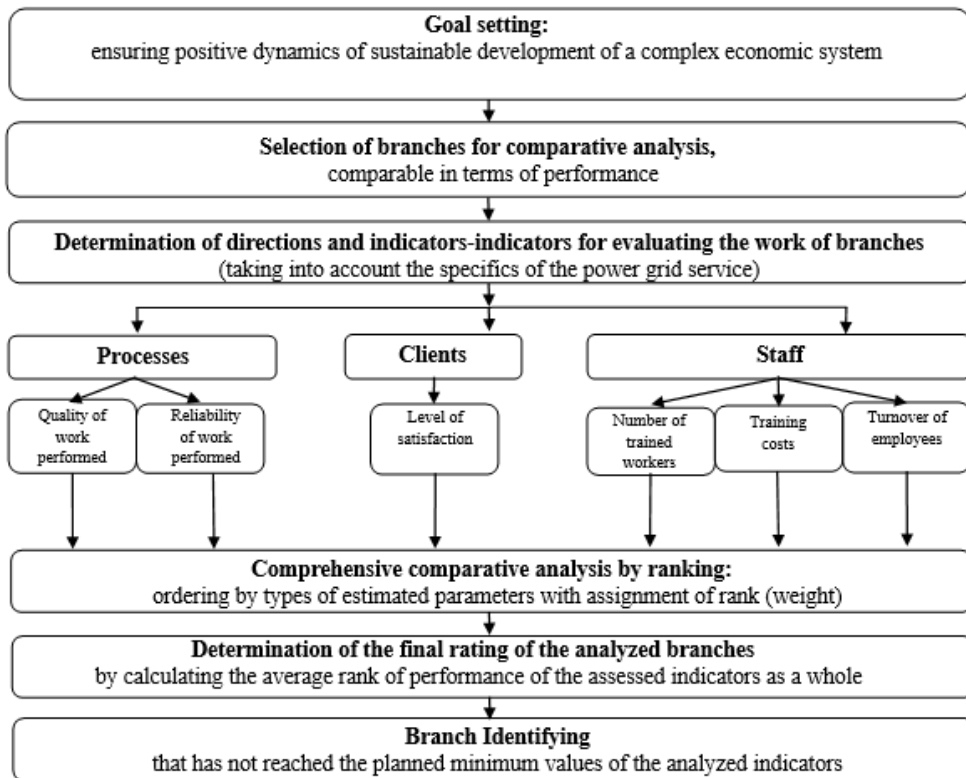 Goal setting:
ensuring positive dynamics of sustainable development of a complex economic system
Selection of branches for comparative analysis,
comparable in terms of performance
Determination of directions and indicators-indicators for evaluating the work of branches
(taking into account the specifics of the power grid service)
Processes
Clients
Staff
Quality of
work
performed
Reliability
of work
performed
Level of
satisfaction
Number of
trained
workers
Training
costs
Turnover of
employees
Comprehensive comparative analysis by ranking:
ordering by types of estimated parameters with assignment of rank (weight)
Determination of the final rating of the analyzed branches
by calculating the average rank of performance of the assessed indicators as a whole
Branch Identifying
that has not reached the planned minimum values of the analyzed indicators